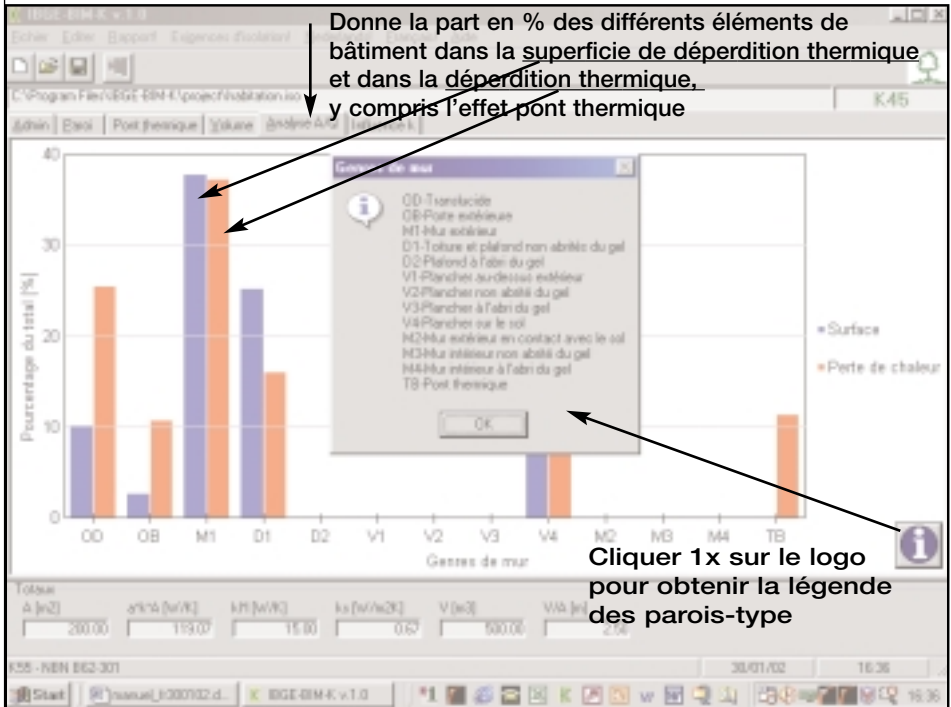 IBGE-BIM-K v.1.0
Donne la part en % des différents éléments de
bâtiment dans la superficie de déperdition thermique
et dans la déperdition thermique,
y compris l'effet pont thermique
Fichier Editer Rapport Exigences d'isolation!
C:\Program Files\IBGE-BIM-K\project\habitation.iso
K45
Admin Paroi Pont thermique Volume Analyse
Genres de mur
OD-Translucide
OB-Porte extérieure
M1-Mur extérieur
D1-Toiture et plafond non abrités du gel
D2-Plafond à l'abri du gel
V1-Plancher au-dessus extérieur
V2-Plancher non abrité du gel
V3-Plancher à l'abri du gel
V4-Plancher sur le sol
M2-Mur extérieur en contact avec le sol
M3-Mur intérieur non abrité du gel
M4-Mur intérieur à l'abri du gel
TB-Pont thermique
OK
Pourcentage du total [%]
40
30
20
10
0
Surface
Perte de chaleur
OD OB M1 D1 D2 V1 V2 V3 V4 M2 M3 M4 TB
Genres de mur
Cliquer 1x sur le logo
pour obtenir la légende
des parois-type
Totaux
A [m2] a*k*A [W/K] kl*l [W/K] ks [W/m2K] V [m3] V/A [m]
200.00 119.07 15.00 0.67 500.00 2.50
K55 - NBN B62-301 30/01/02 16:36
Start manuel_fr300102.d... IBGE-BIM-K v.1.0 16:36